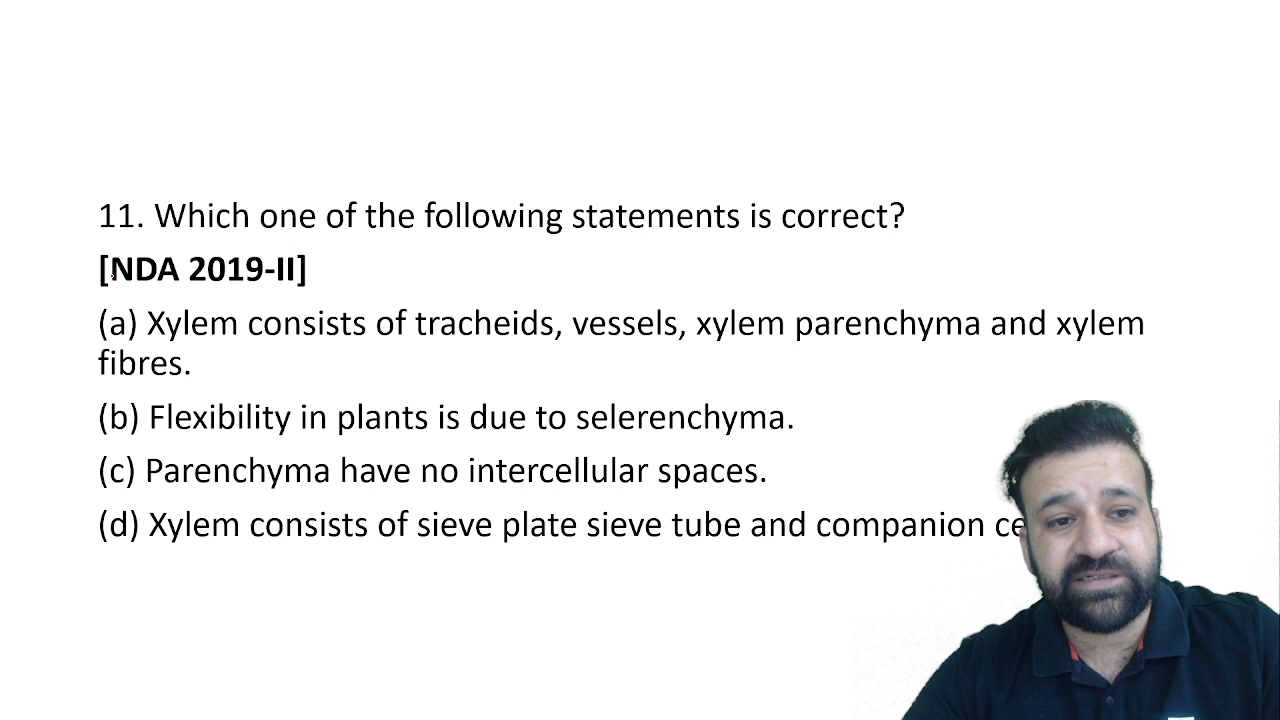 11. Which one of the following statements is correct?
[NDA 2019-II]
(a) Xylem consists of tracheids, vessels, xylem parenchyma and xylem
fibres.
(b) Flexibility in plants is due to selerenchyma.
(c) Parenchyma have no intercellular spaces.
(d) Xylem consists of sieve plate sieve tube and companion